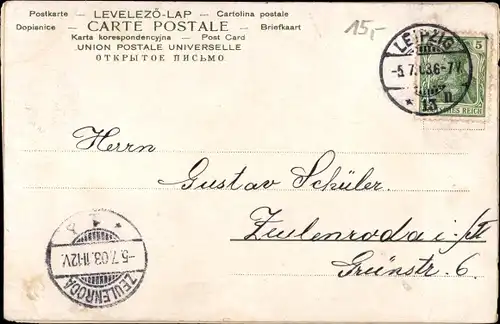 Postkarte — LEVELEZŐ-LAP — Cartolina postale
Dopisnice — CARTE POSTALE — Briefkaart
Karta korespondencyjna — Post Card
UNION POSTALE UNIVERSELLE
ОТКРЫТОЕ ПИСЬМО
15,-
LEIPZIG
-5.7.03.6-7V.
* 13 n
5
REICH
Herrn
Gustav Schüler.
Zeulenroda i./
Grünstr. 6.
-5.7.03.11-12V.
ZEULENRODA